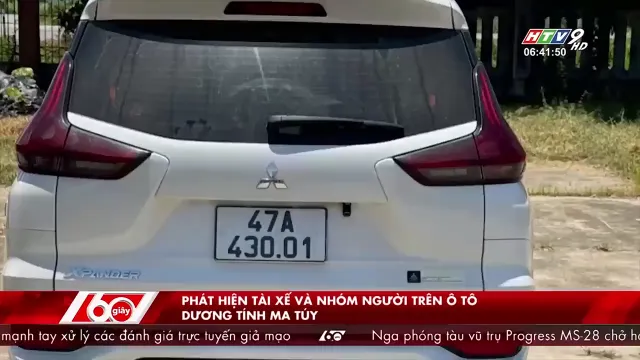 HTV9
HD
06:41:50
47A
430.01
XPANDER
60
giây
PHÁT HIỆN TÀI XẾ VÀ NHÓM NGƯỜI TRÊN Ô TÔ
DƯƠNG TÍNH MA TÚY
mạnh tay xử lý các đánh giá trực tuyến giả mạo
Nga phóng tàu vũ trụ Progress MS-28 chở h